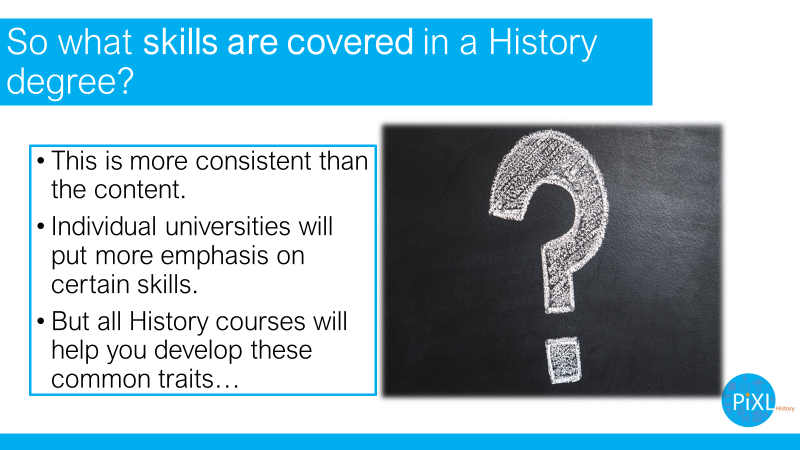 So what skills are covered in a History
degree?
• This is more consistent than
the content.
• Individual universities will
put more emphasis on
certain skills.
• But all History courses will
help you develop these
common traits…
?
PiXL
History